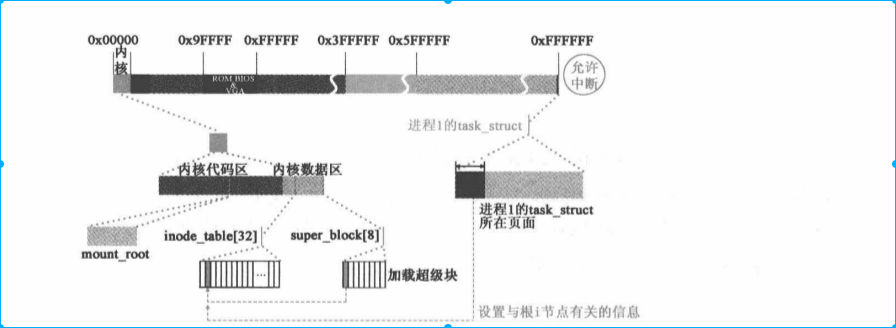 0x00000 0x9FFFF 0xFFFFF 0x3FFFFF 0x5FFFFF 0xFFFFFF
内核
ROM BIOS
&
VGA
允许
中断
进程1的task_struct
内核代码区 内核数据区
进程1的task_struct
所在页面
mount_root
inode_table[32] super_block[8]
...
加载超级块
设置与根i节点有关的信息